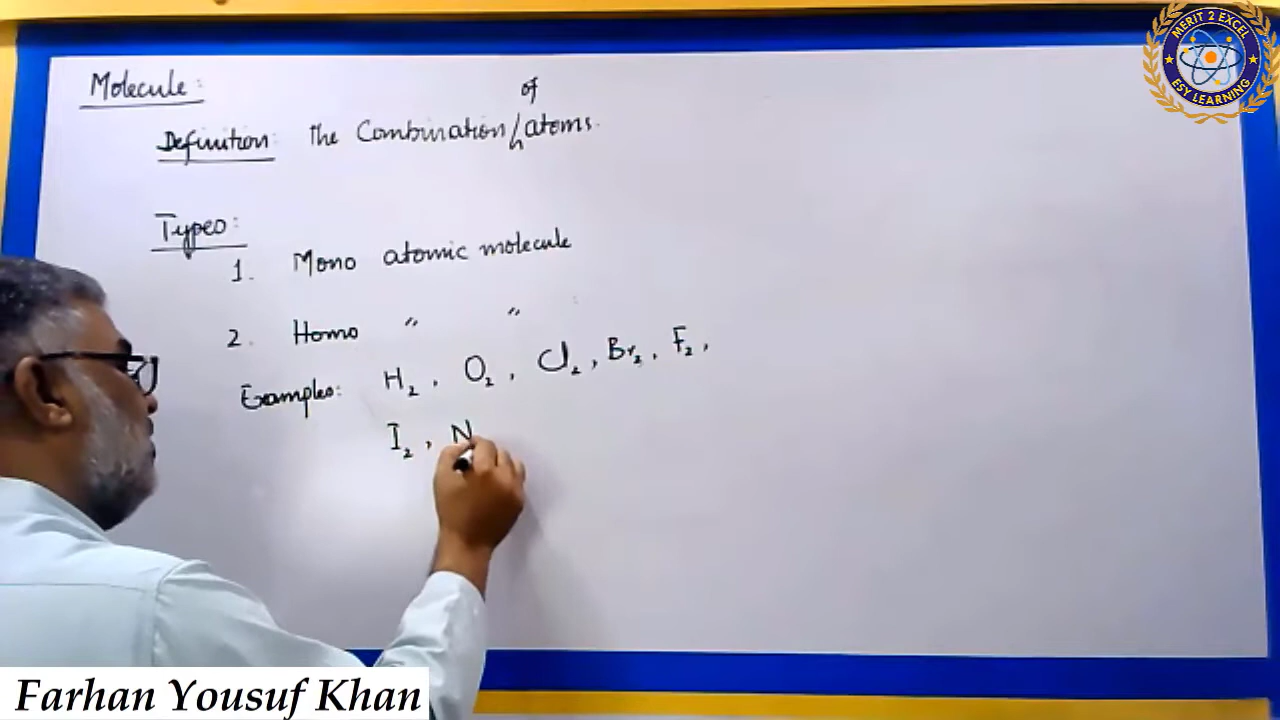 MERIT 2 EXCEL
ESY LEARNING
Molecule:
of
Definition: The Combination atoms.
Types:
1. Mono atomic molecule
2. Homo " "
Examples: H₂, O₂, Cl₂, Br₂, F₂,
I₂, N
Farhan Yousuf Khan